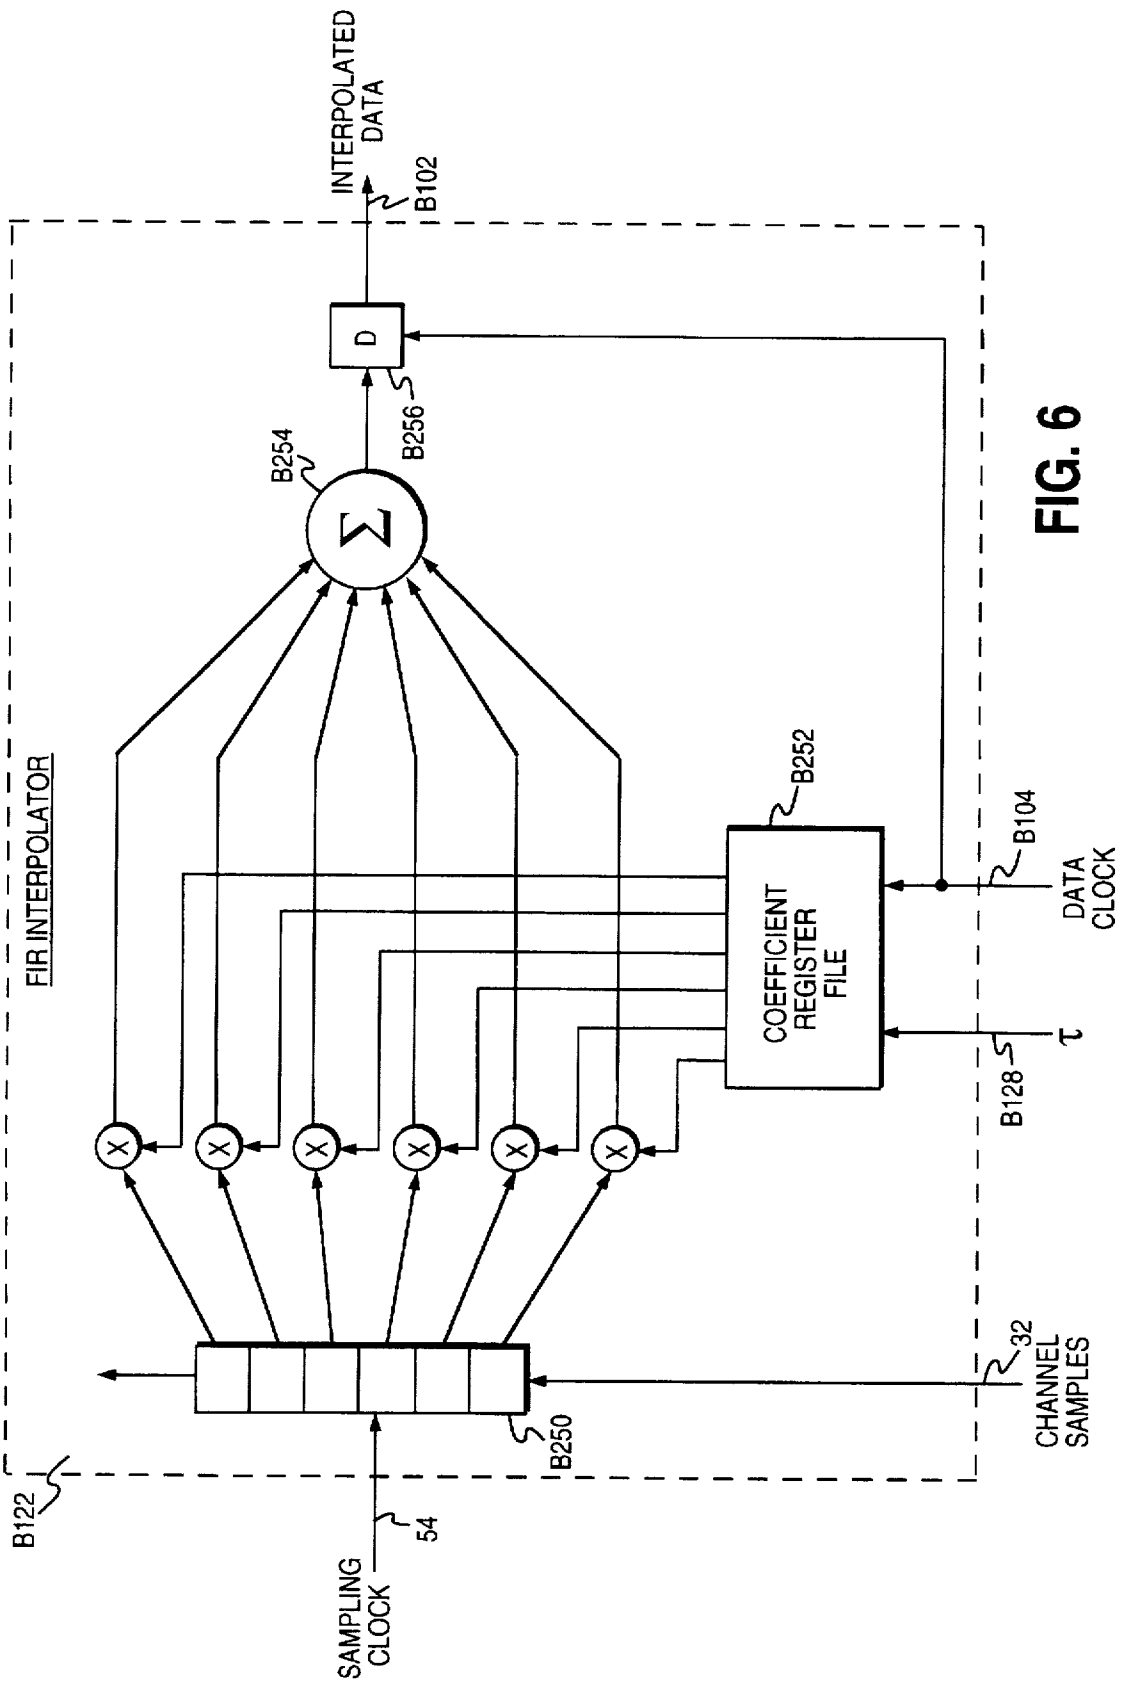 B122
FIR INTERPOLATOR
SAMPLING
CLOCK
54
B250
32
CHANNEL
SAMPLES
X
X
X
X
X
X
COEFFICIENT
REGISTER
FILE
B252
B128
τ
B104
DATA
CLOCK
B254
Σ
B256
D
B102
INTERPOLATED
DATA
FIG. 6